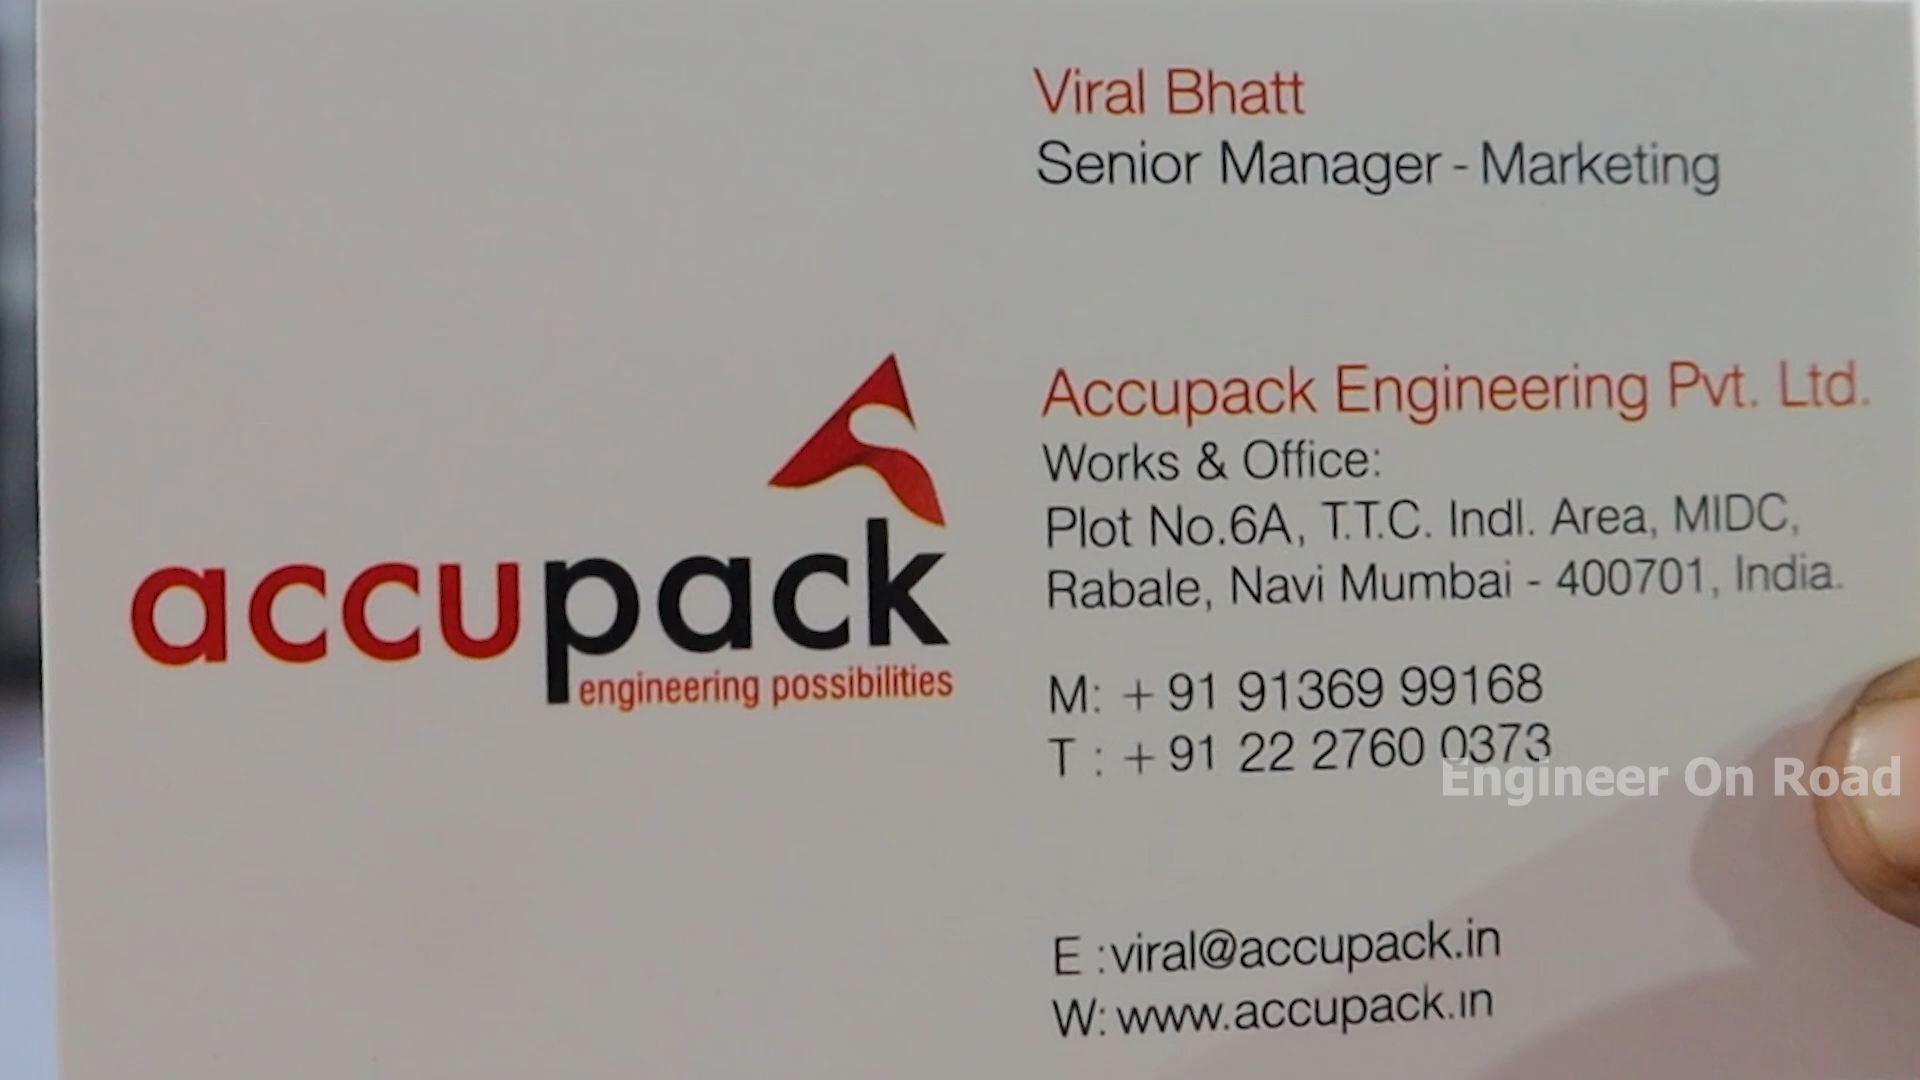 Viral Bhatt
Senior Manager - Marketing
accupack
engineering possibilities
Accupack Engineering Pvt. Ltd.
Works & Office:
Plot No.6A, T.T.C. Indl. Area, MIDC,
Rabale, Navi Mumbai - 400701, India.
M: + 91 91369 99168
T : + 91 22 2760 0373
Engineer On Road
E :viral@accupack.in
W: www.accupack.in